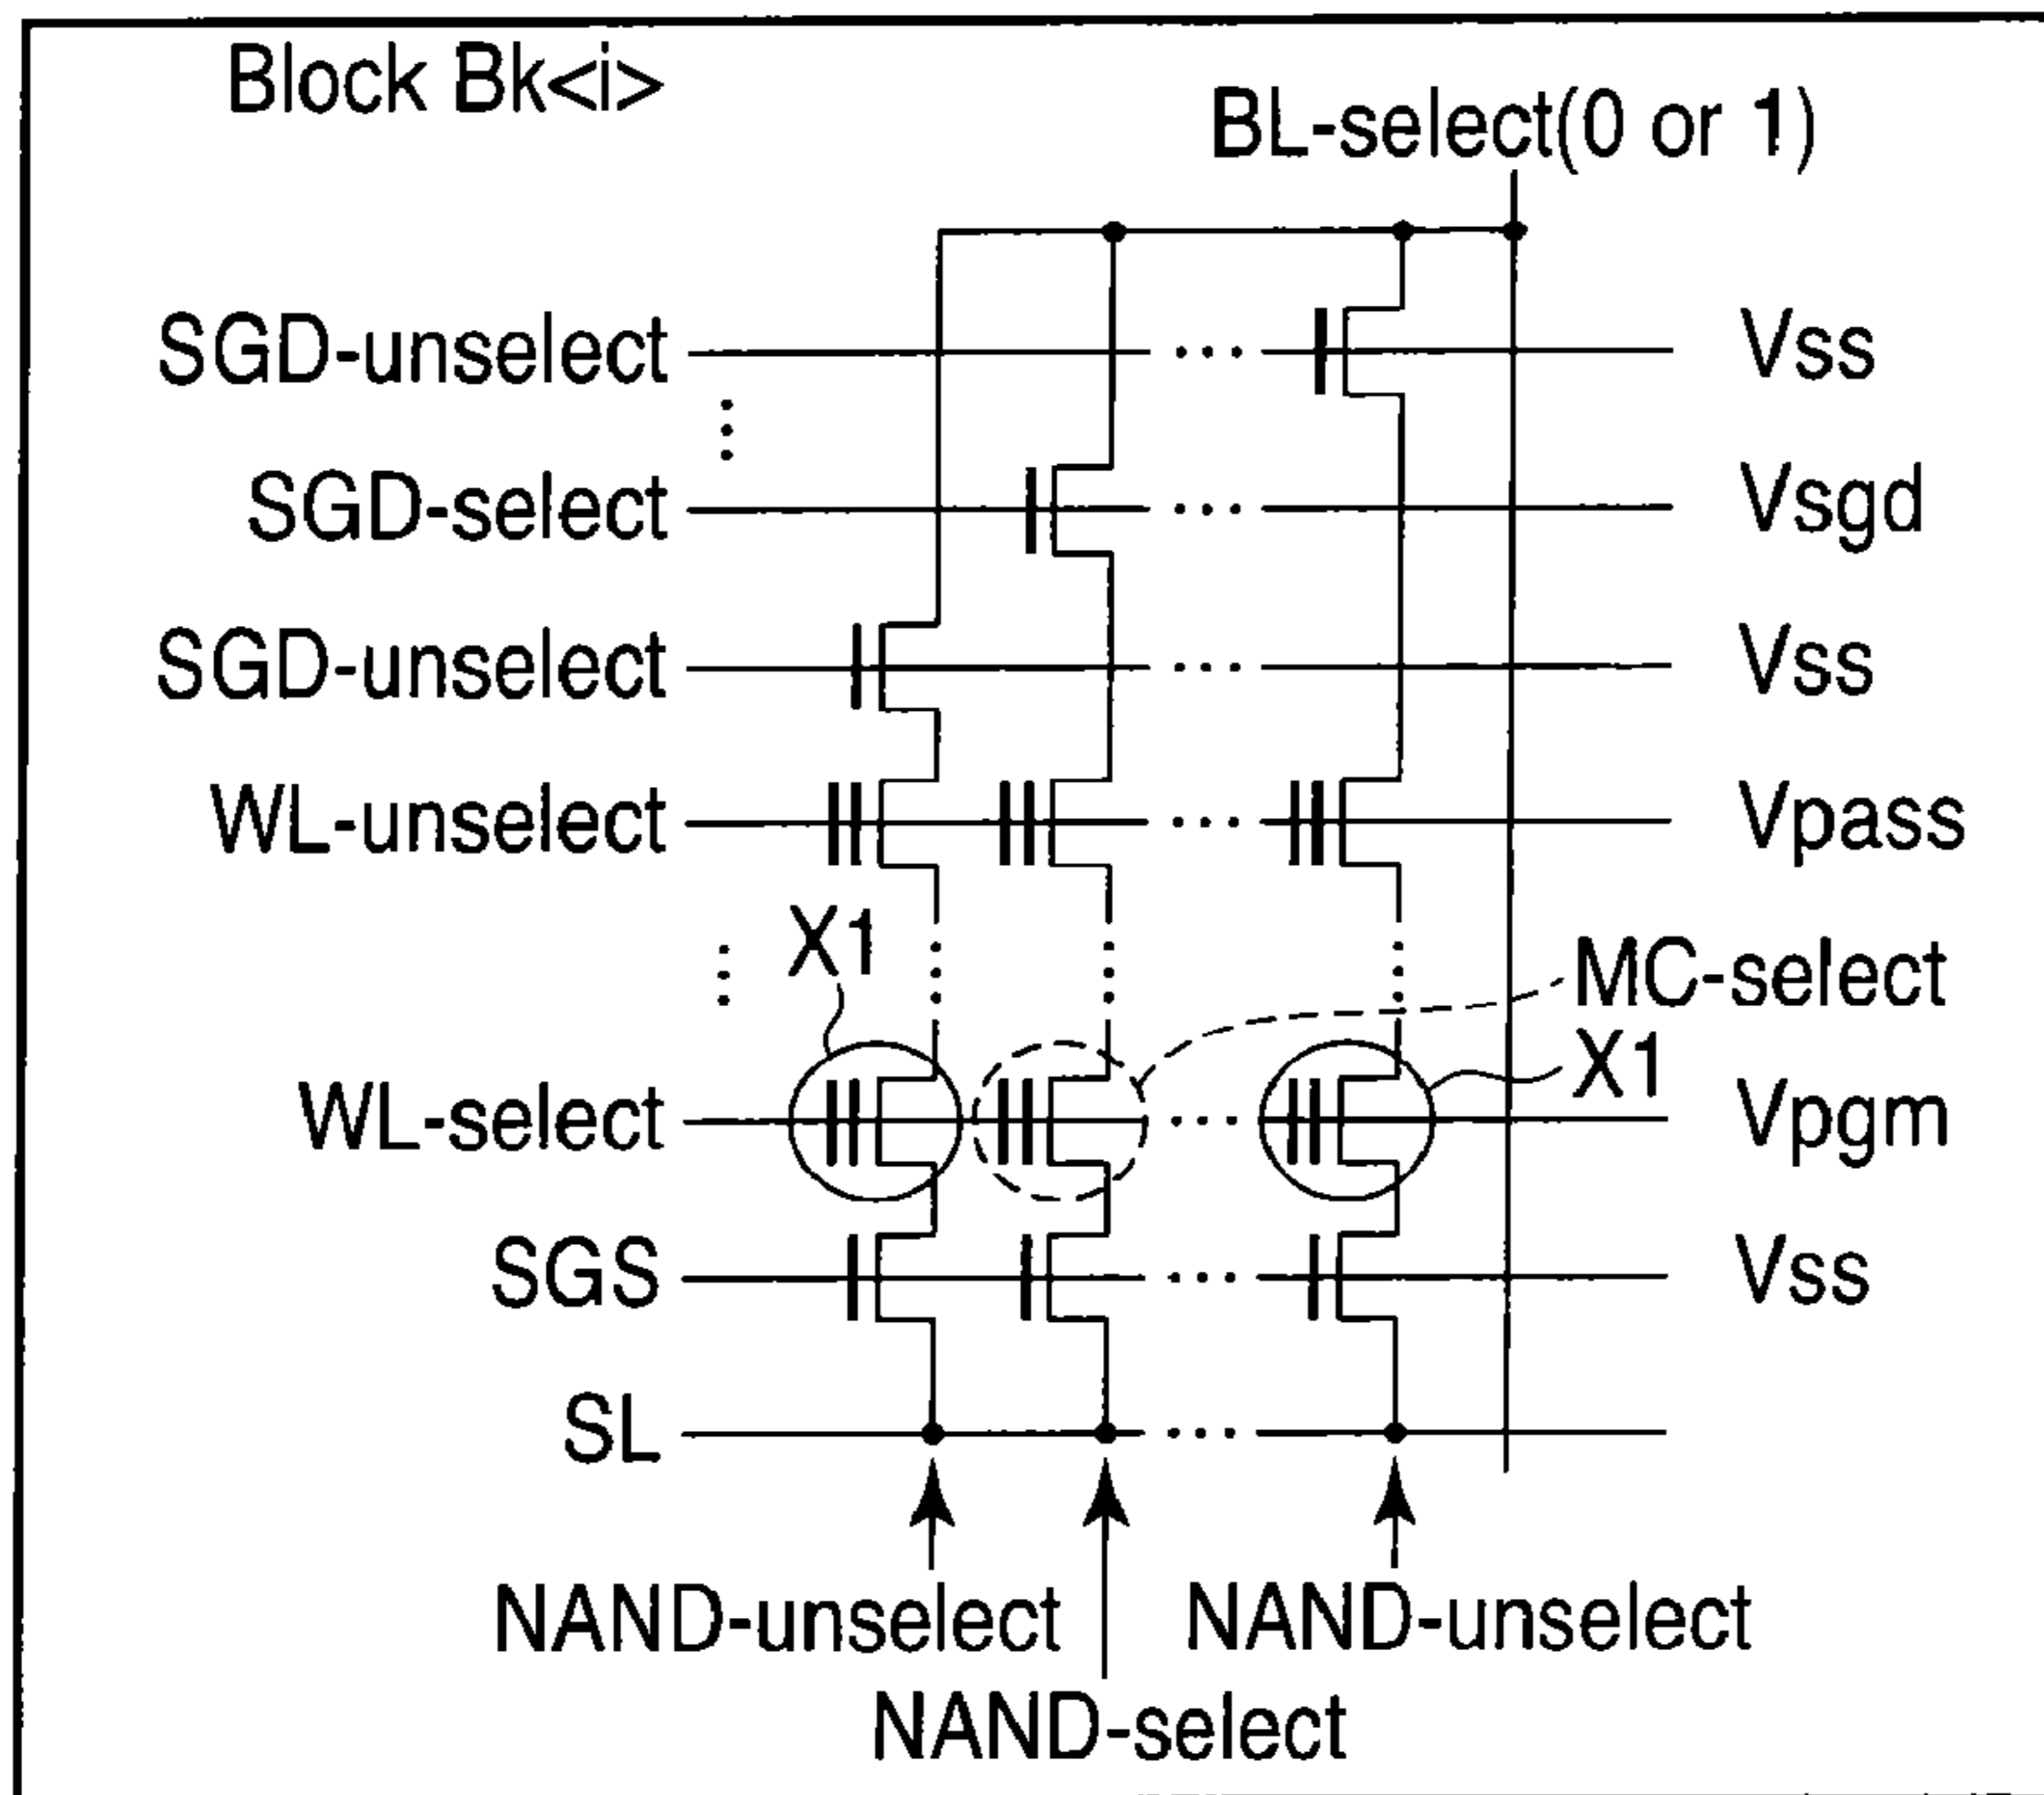 Block Bk<i>
BL-select(0 or 1)
SGD-unselect Vss
SGD-select Vsgd
SGD-unselect Vss
WL-unselect Vpass
X1
MC-select
X1
WL-select Vpgm
SGS Vss
SL
NAND-unselect NAND-unselect
NAND-select